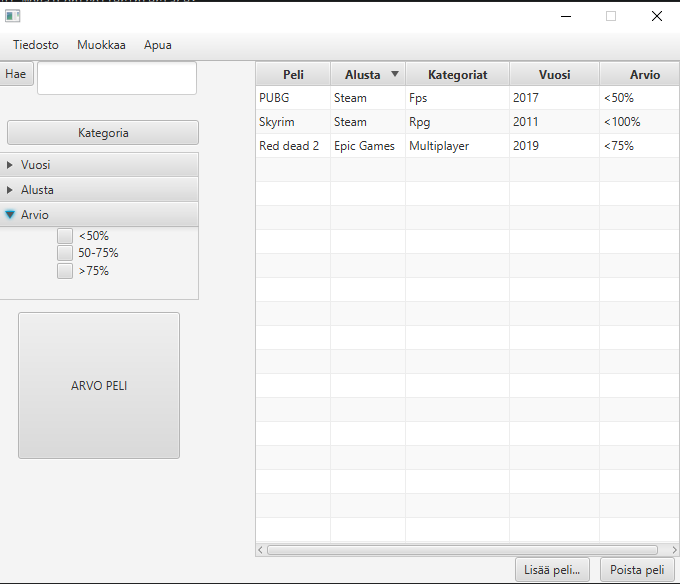 Tiedosto Muokkaa Apua
Hae
Kategoria
Vuosi
Alusta
Arvio
<50%
50-75%
>75%
ARVO PELI
Peli Alusta Kategoriat Vuosi Arvio
PUBG Steam Fps 2017 <50%
Skyrim Steam Rpg 2011 <100%
Red dead 2 Epic Games Multiplayer 2019 <75%
Lisää peli... Poista peli